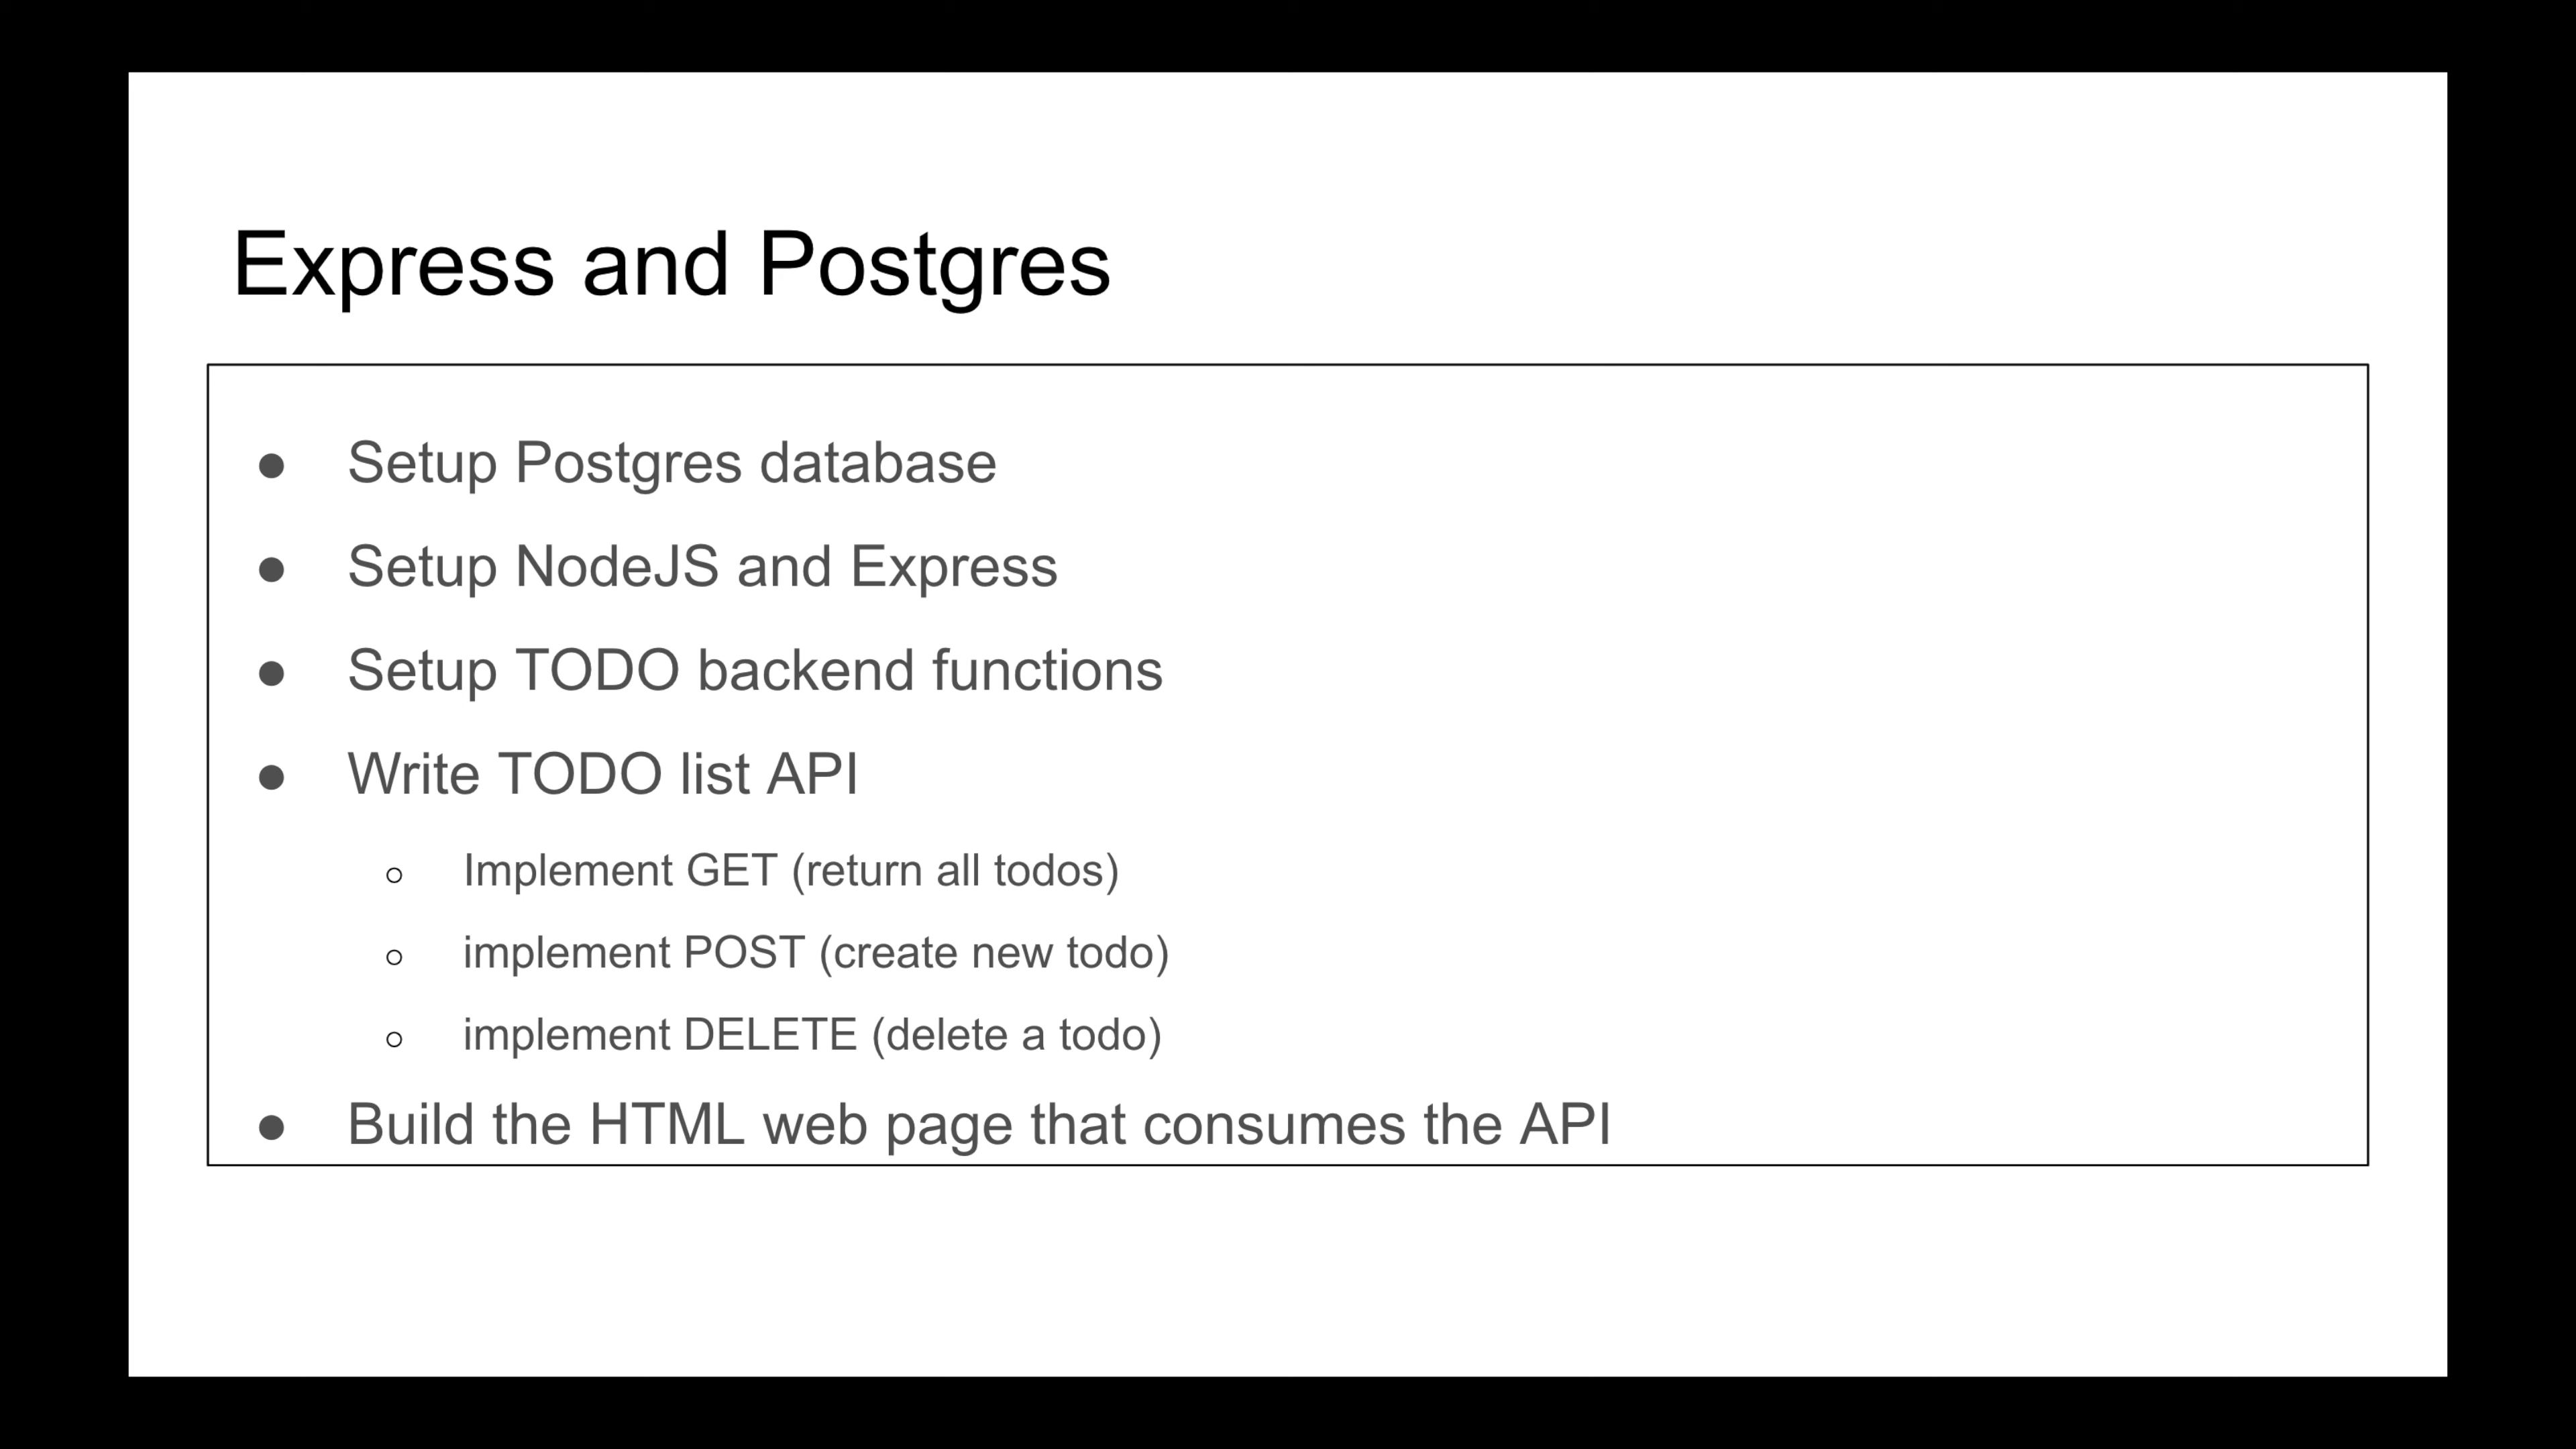 Express and Postgres
● Setup Postgres database
● Setup NodeJS and Express
● Setup TODO backend functions
● Write TODO list API
○ Implement GET (return all todos)
○ implement POST (create new todo)
○ implement DELETE (delete a todo)
● Build the HTML web page that consumes the API